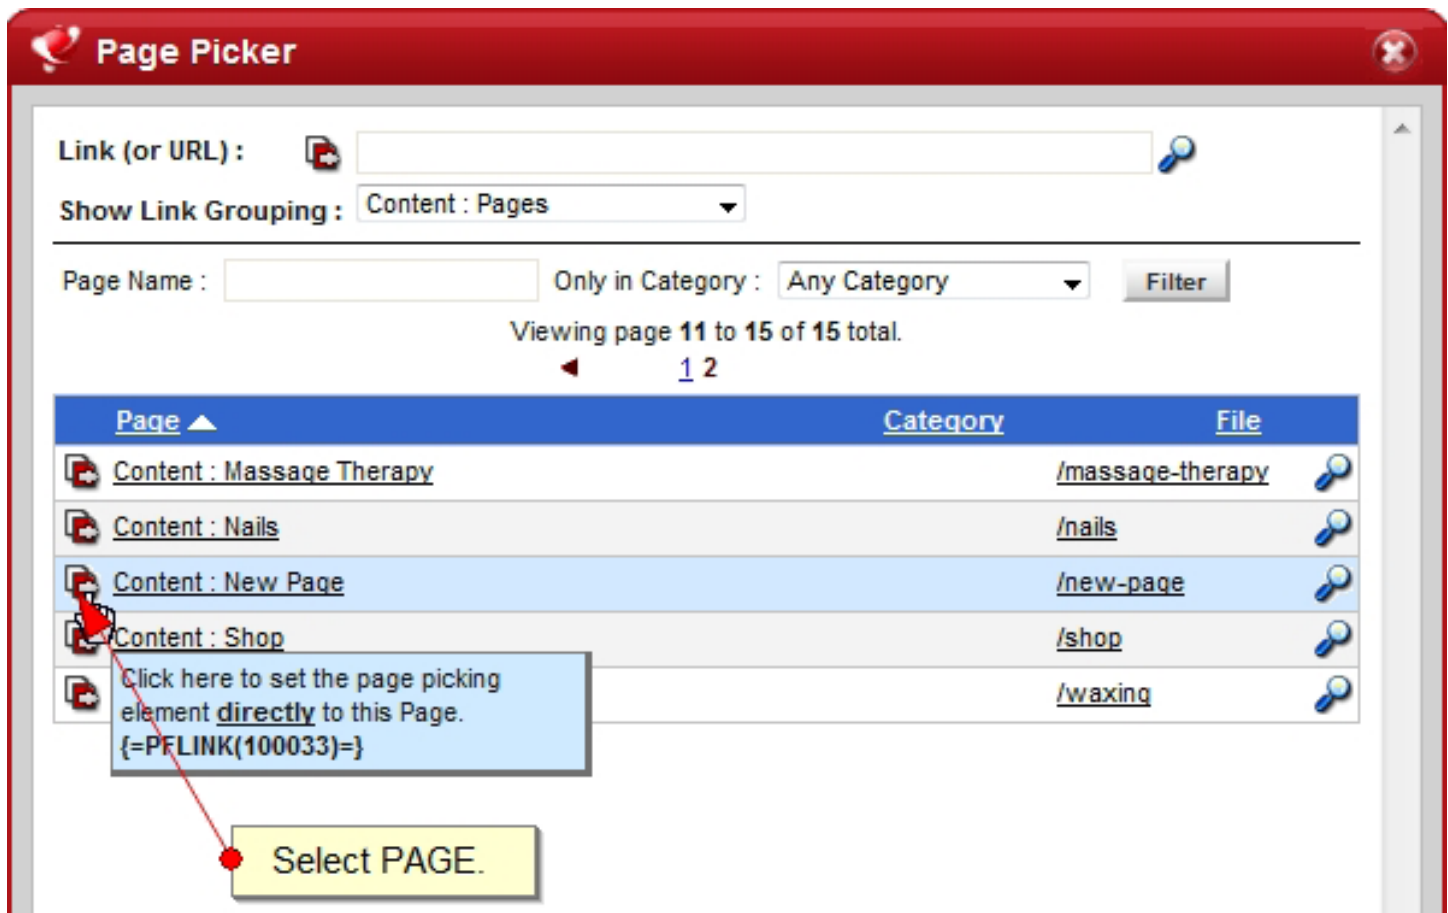 Page Picker
Link (or URL) :
Show Link Grouping : Content : Pages
Page Name : Only in Category : Any Category Filter
Viewing page 11 to 15 of 15 total.
1 2
Page Category File
Content : Massage Therapy /massage-therapy
Content : Nails /nails
Content : New Page /new-page
Content : Shop /shop
/waxing
Click here to set the page picking
element directly to this Page.
{=PFLINK(100033)=}
Select PAGE.